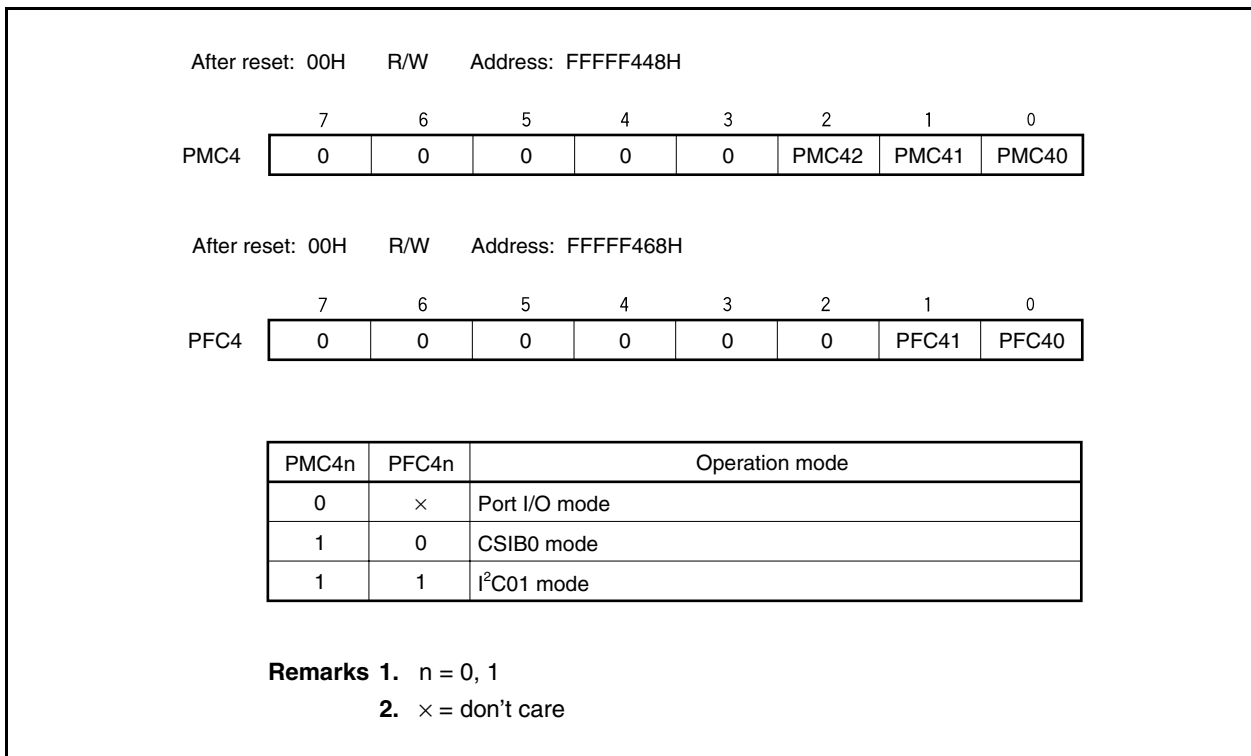 After reset: 00H R/W Address: FFFFF448H
7 6 5 4 3 2 1 0
PMC4 0 0 0 0 0 PMC42 PMC41 PMC40
After reset: 00H R/W Address: FFFFF468H
7 6 5 4 3 2 1 0
PFC4 0 0 0 0 0 0 PFC41 PFC40
PMC4n PFC4n Operation mode
0 × Port I/O mode
1 0 CSIB0 mode
1 1 I²C01 mode
Remarks 1. n = 0, 1
2. × = don't care